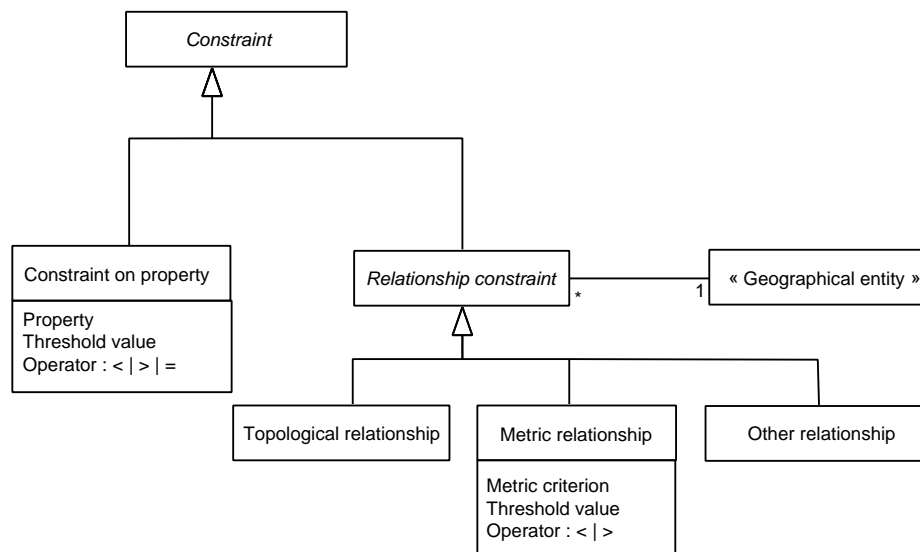 Constraint
Constraint on property
Property
Threshold value
Operator : < | > | =
Relationship constraint
*
1
« Geographical entity »
Topological relationship
Metric relationship
Metric criterion
Threshold value
Operator : < | >
Other relationship